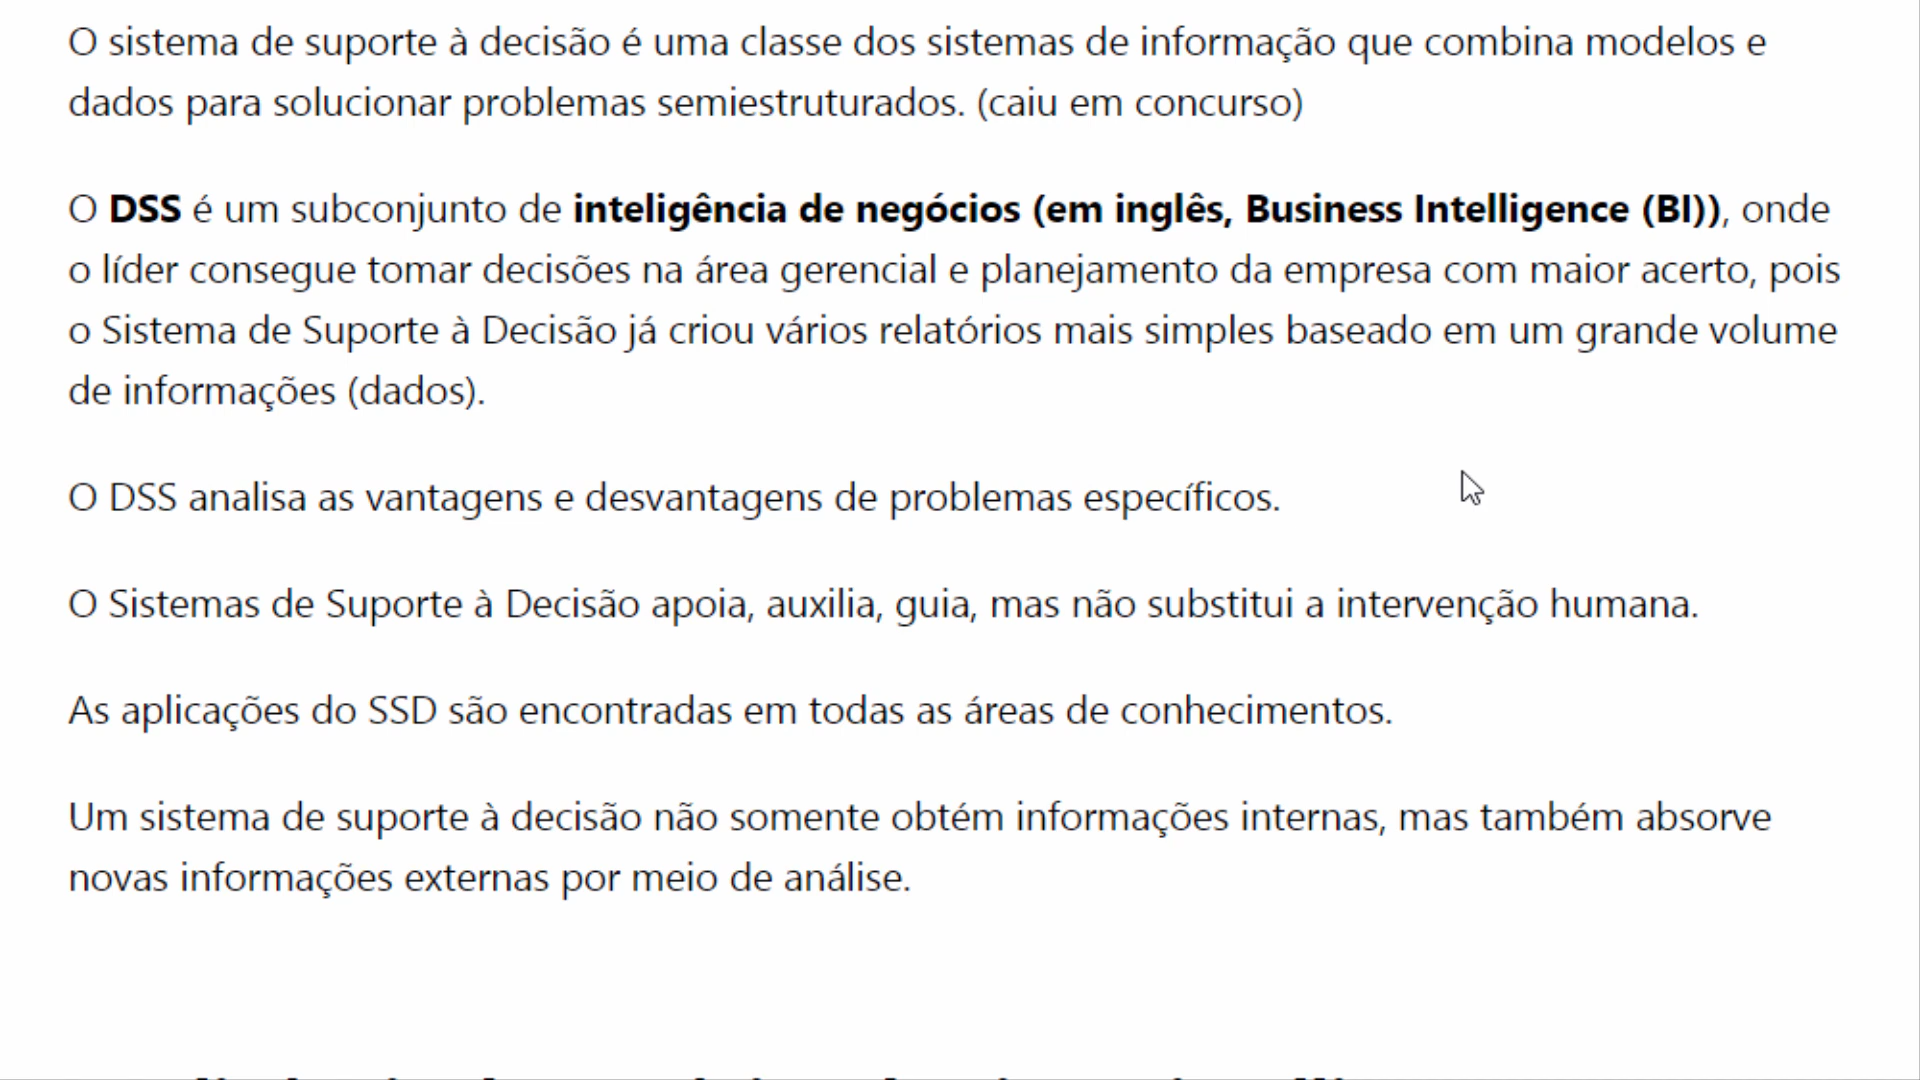 O sistema de suporte à decisão é uma classe dos sistemas de informação que combina modelos e
dados para solucionar problemas semiestruturados. (caiu em concurso)
O DSS é um subconjunto de inteligência de negócios (em inglês, Business Intelligence (BI)), onde
o líder consegue tomar decisões na área gerencial e planejamento da empresa com maior acerto, pois
o Sistema de Suporte à Decisão já criou vários relatórios mais simples baseado em um grande volume
de informações (dados).
O DSS analisa as vantagens e desvantagens de problemas específicos.
O Sistemas de Suporte à Decisão apoia, auxilia, guia, mas não substitui a intervenção humana.
As aplicações do SSD são encontradas em todas as áreas de conhecimentos.
Um sistema de suporte à decisão não somente obtém informações internas, mas também absorve
novas informações externas por meio de análise.